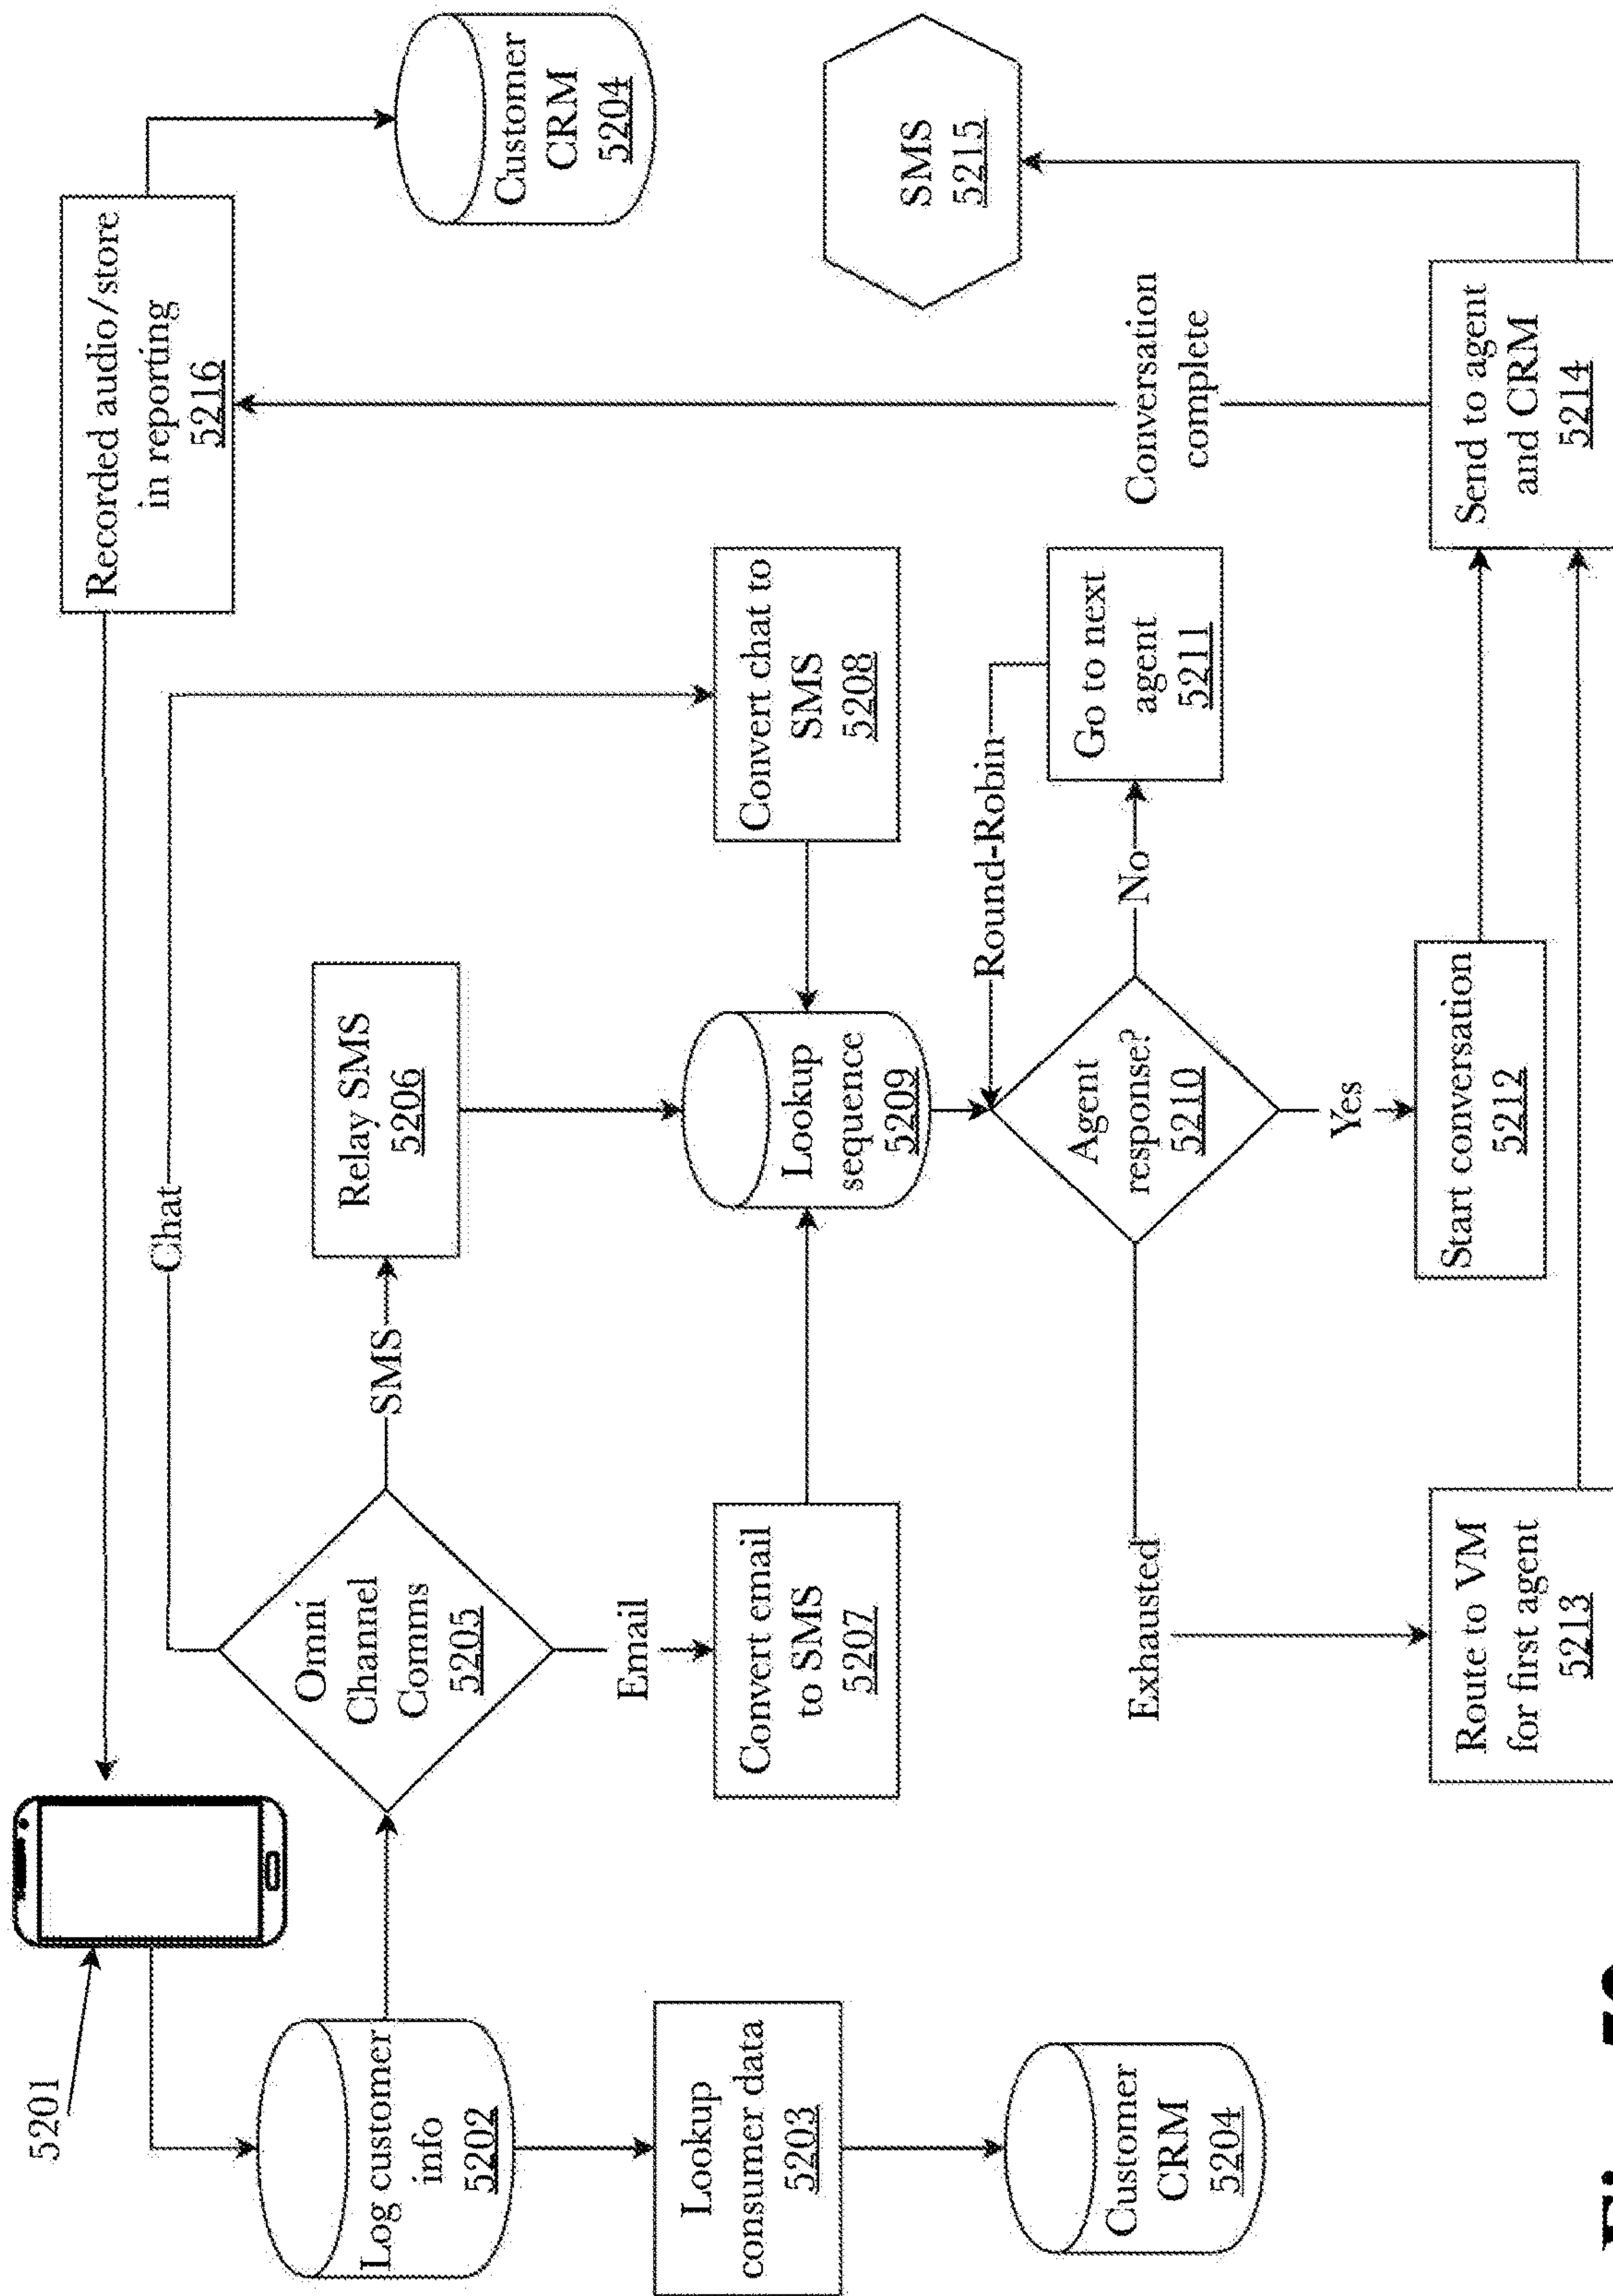 5201
Log customer
info
5202
Lookup
consumer data
5203
Customer
CRM
5204
Omni
Channel
Comms
5205
Chat
SMS
Email
Relay SMS
5206
Convert email
to SMS
5207
Convert chat to
SMS
5208
Lookup
sequence
5209
Round-Robin
Agent
response?
5210
No
Go to next
agent
5211
Yes
Start conversation
5212
Exhausted
Route to VM
for first agent
5213
Send to agent
and CRM
5214
Conversation
complete
SMS
5215
Recorded audio/store
in reporting
5216
Customer
CRM
5204